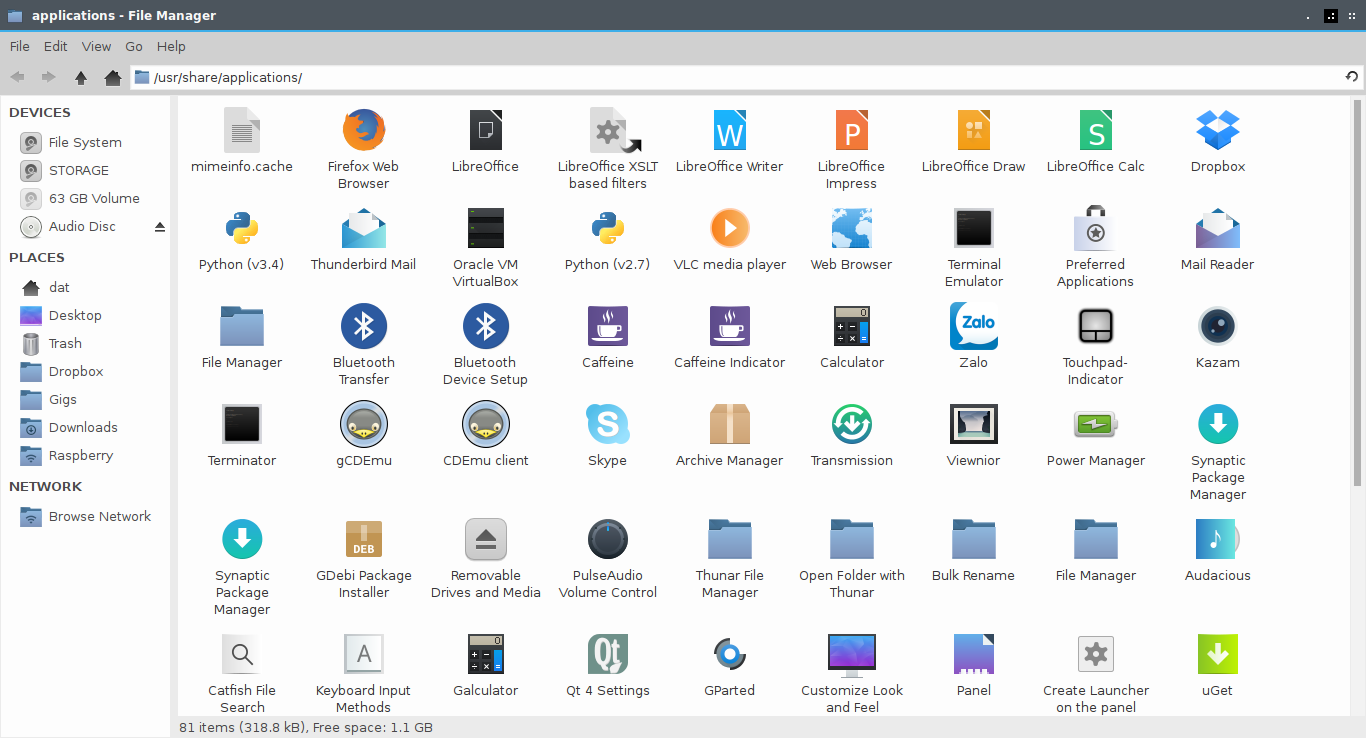 applications - File Manager
File Edit View Go Help
/usr/share/applications/
DEVICES
File System
STORAGE
63 GB Volume
Audio Disc
PLACES
dat
Desktop
Trash
Dropbox
Gigs
Downloads
Raspberry
NETWORK
Browse Network
mimeinfo.cache
Firefox Web
Browser
LibreOffice
LibreOffice XSLT
based filters
W
LibreOffice Writer
P
LibreOffice
Impress
LibreOffice Draw
S
LibreOffice Calc
Dropbox
Python (v3.4)
Thunderbird Mail
Oracle VM
VirtualBox
Python (v2.7)
VLC media player
Web Browser
Terminal
Emulator
Preferred
Applications
Mail Reader
File Manager
Bluetooth
Transfer
Bluetooth
Device Setup
Caffeine
Caffeine Indicator
0
Calculator
Zalo
Zalo
Touchpad-
Indicator
Kazam
Terminator
gCDEmu
CDEmu client
S
Skype
Archive Manager
Transmission
Viewnior
Power Manager
Synaptic
Package
Manager
Synaptic
Package
Manager
DEB
GDebi Package
Installer
Removable
Drives and Media
PulseAudio
Volume Control
Thunar File
Manager
Open Folder with
Thunar
Bulk Rename
File Manager
Audacious
Catfish File
Search
A
Keyboard Input
Methods
0
Galculator
Qt
Qt 4 Settings
GParted
Customize Look
and Feel
Panel
Create Launcher
on the panel
uGet
81 items (318.8 kB), Free space: 1.1 GB